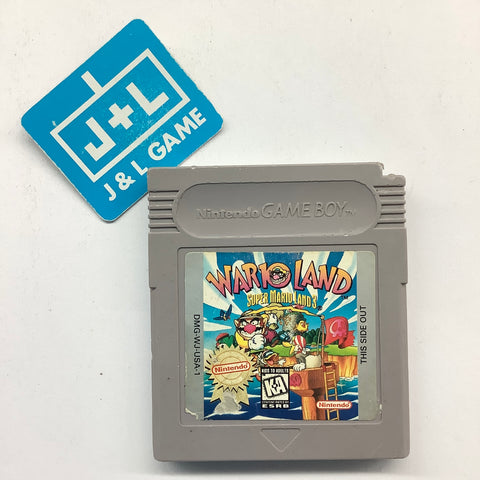 J+L
J & L GAME
Nintendo GAME BOY TM
WARIO LAND
SUPER MARIO LAND 3
DMG-WJ-USA-1
THIS SIDE OUT
Nintendo
KIDS TO ADULTS
K-A
ESRB
Nintendo